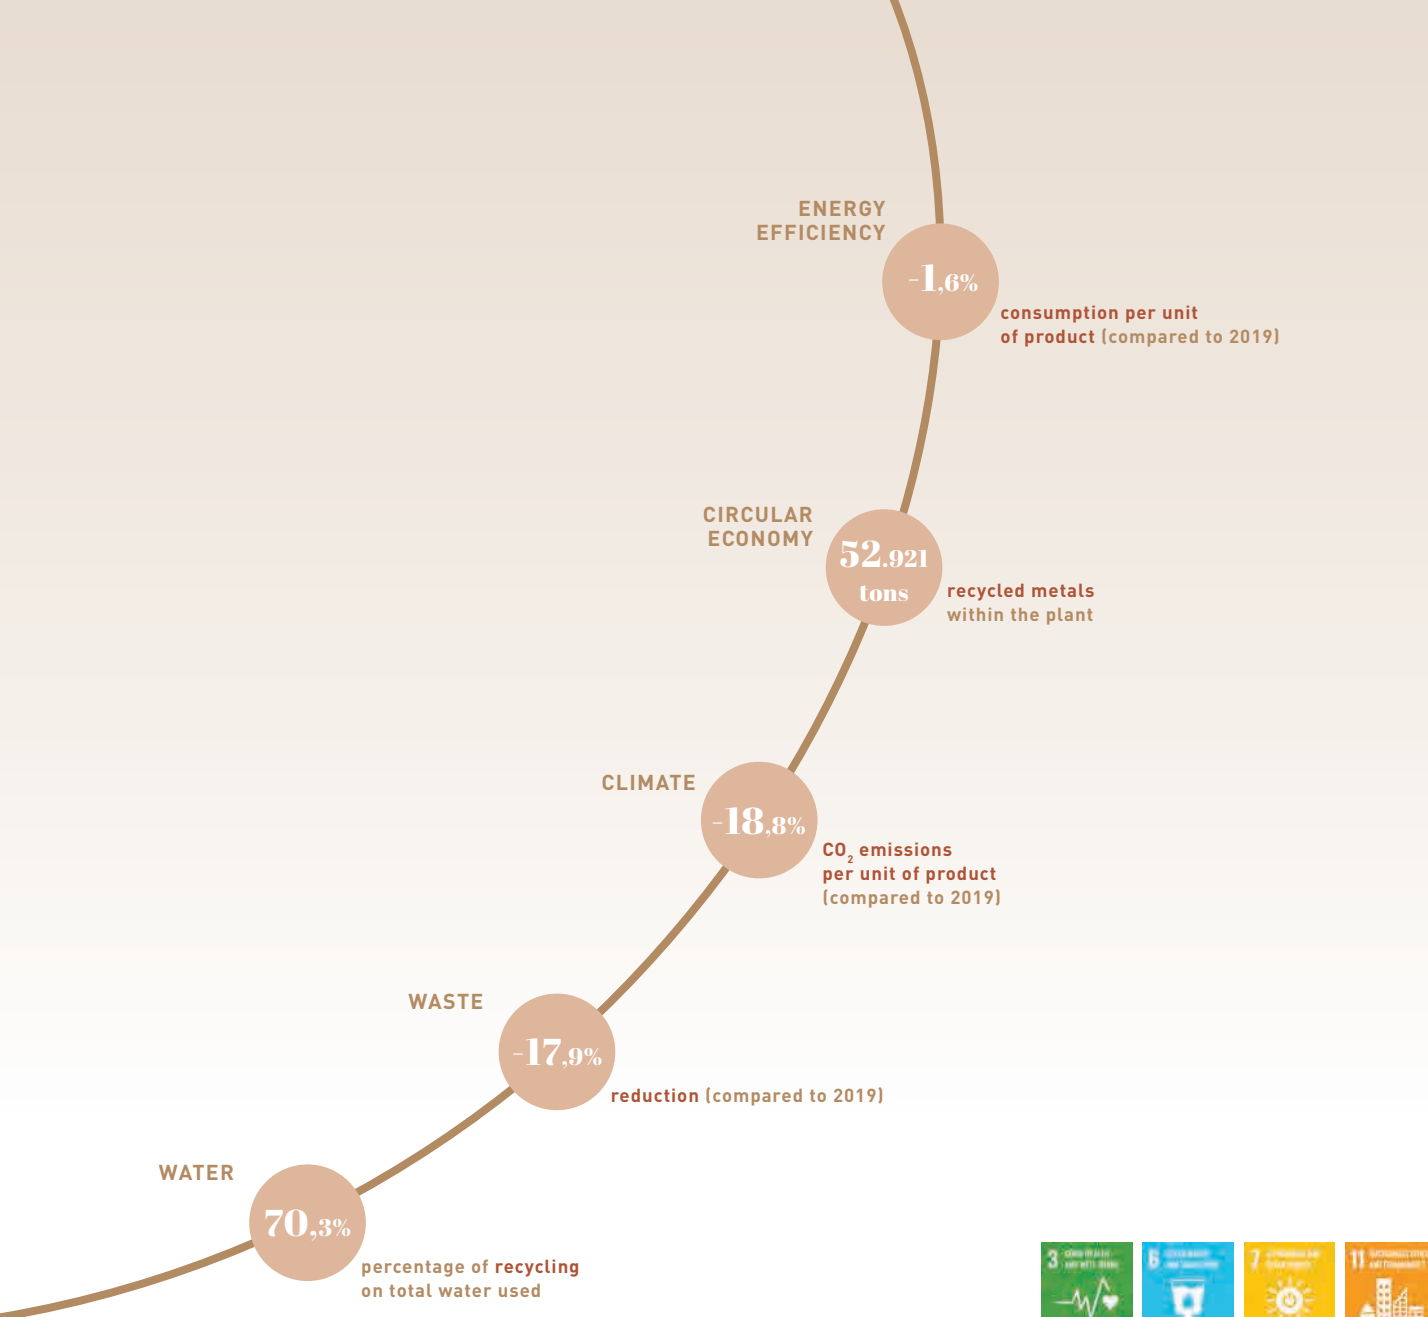 ENERGY
EFFICIENCY
-1,6%
consumption per unit
of product (compared to 2019)
CIRCULAR
ECONOMY
52.921
tons
recycled metals
within the plant
CLIMATE
-18,8%
CO₂ emissions
per unit of product
(compared to 2019)
WASTE
-17,9%
reduction (compared to 2019)
WATER
70,3%
percentage of recycling
on total water used
3
6
7
11